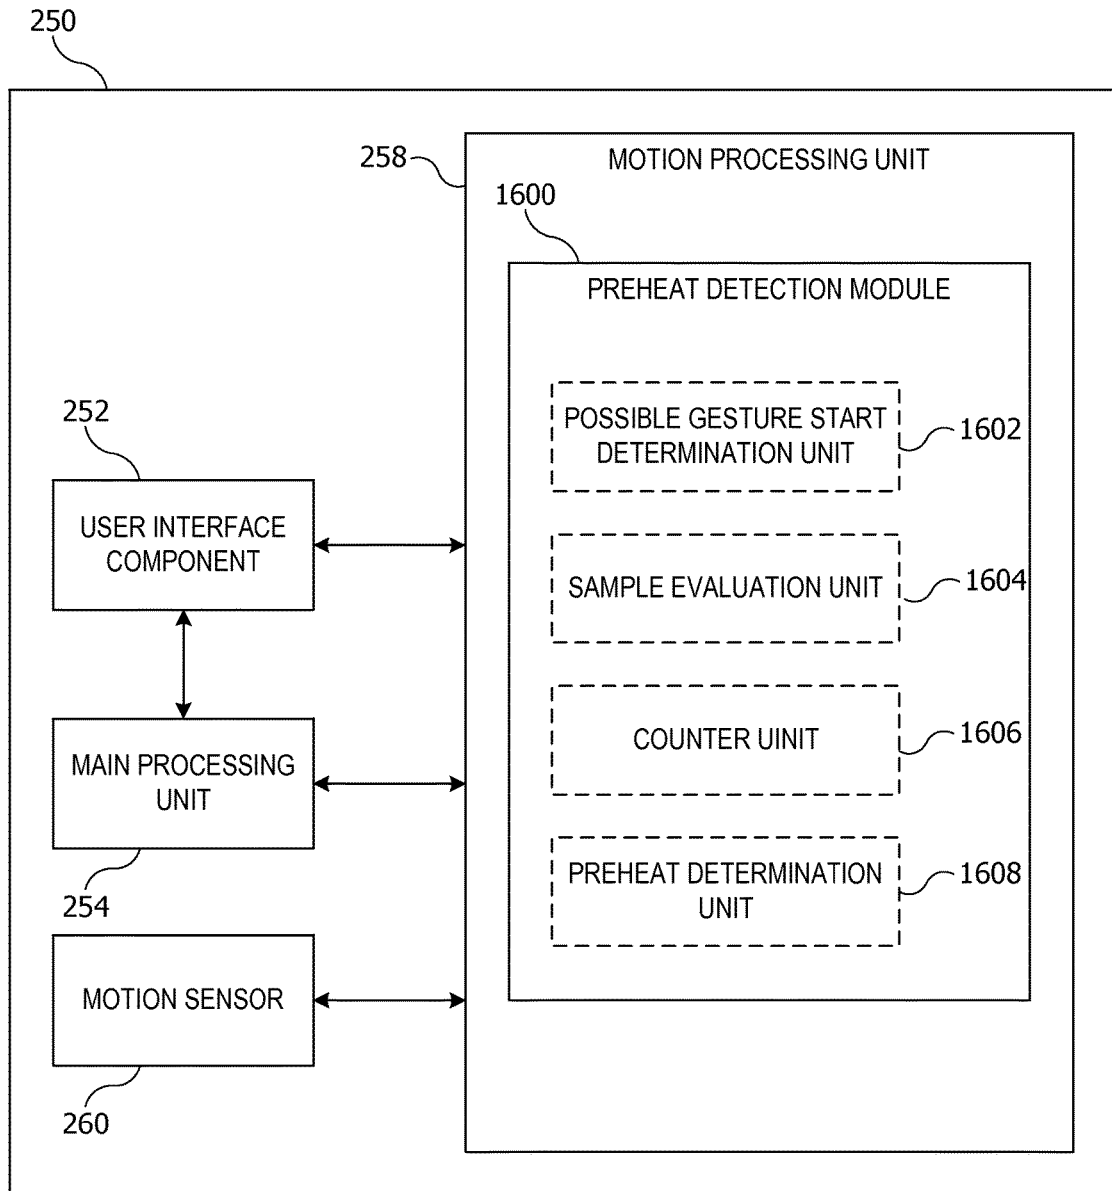 250
258
MOTION PROCESSING UNIT
1600
PREHEAT DETECTION MODULE
POSSIBLE GESTURE START
DETERMINATION UNIT
1602
252
USER INTERFACE
COMPONENT
SAMPLE EVALUATION UNIT
1604
COUNTER UINIT
1606
MAIN PROCESSING
UNIT
254
PREHEAT DETERMINATION
UNIT
1608
MOTION SENSOR
260